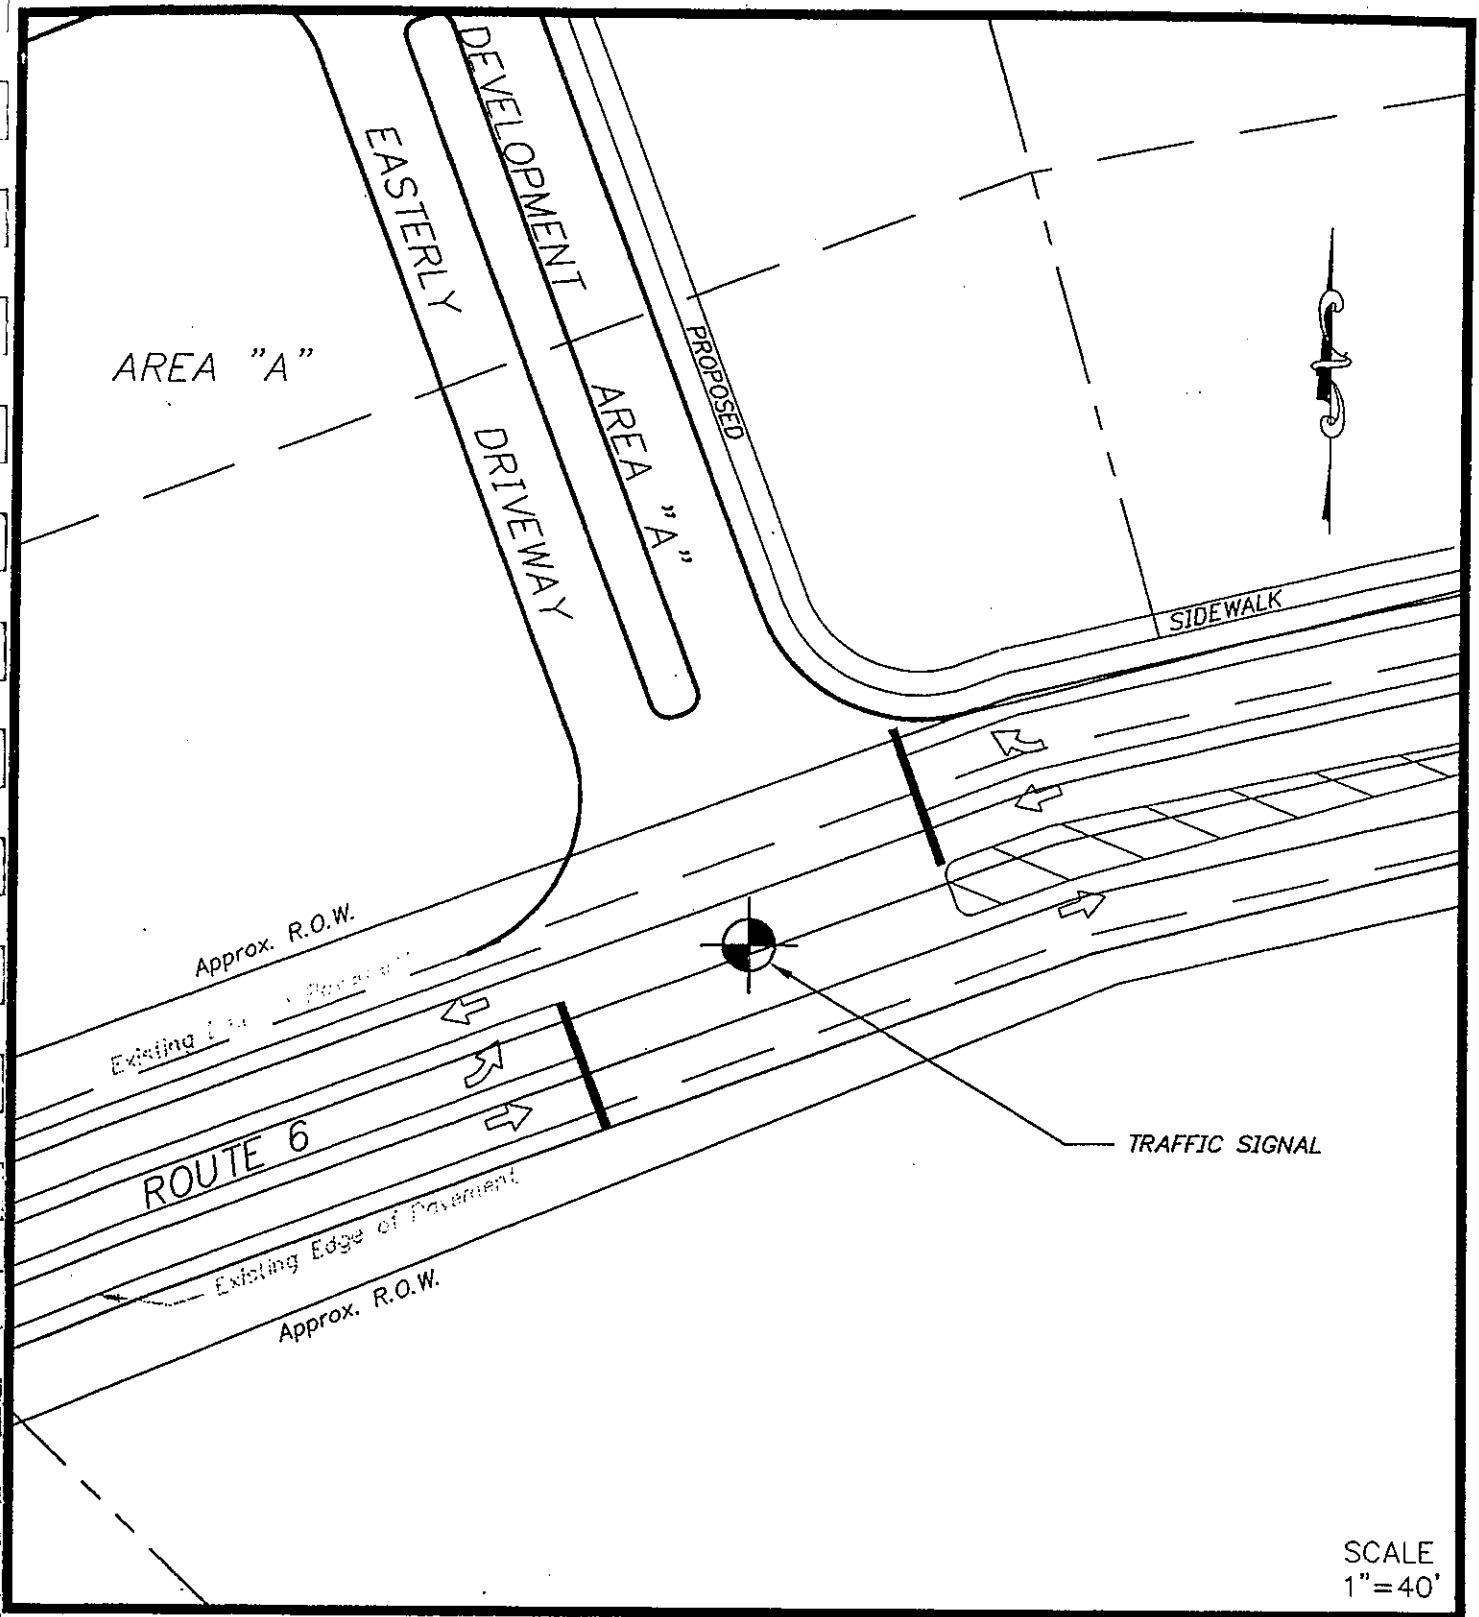 DEVELOPMENT
AREA "A"
EASTERLY
DRIVEWAY
AREA "A"
PROPOSED
SIDEWALK
Approx. R.O.W.
Existing
ROUTE 6
Existing Edge of Pavement
Approx. R.O.W.
TRAFFIC SIGNAL
SCALE
1"=40'